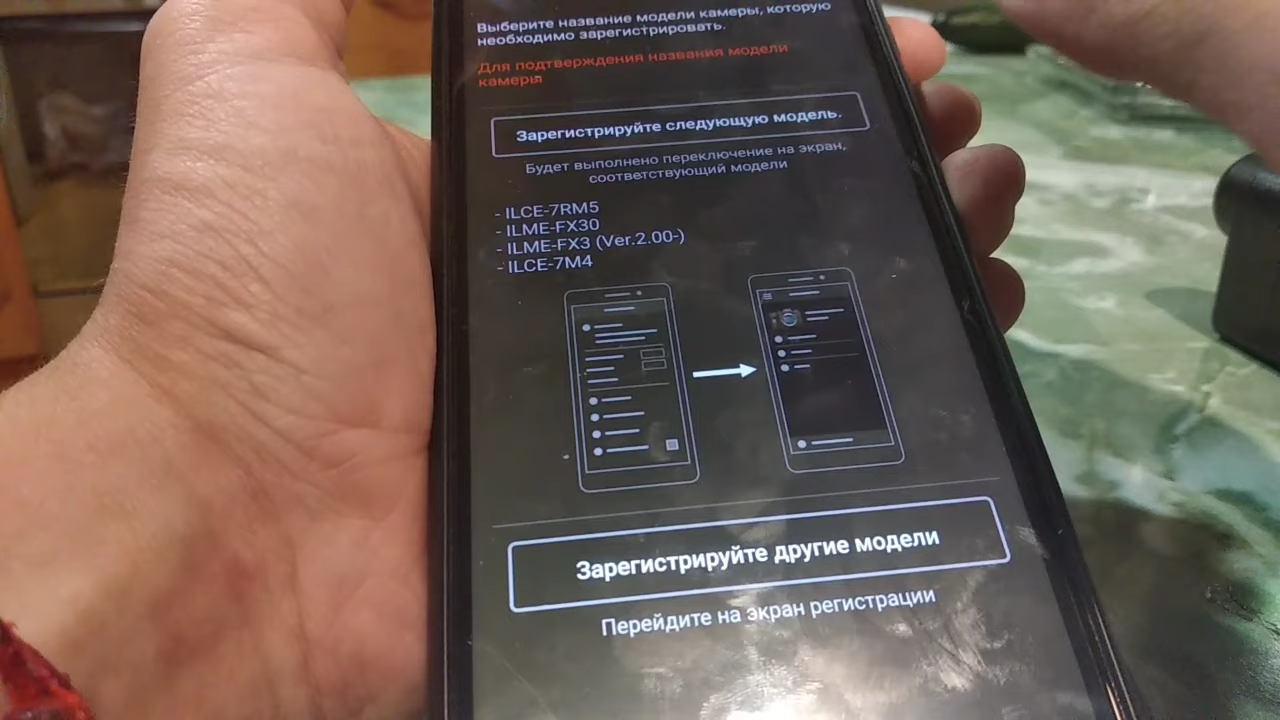 Выберите название модели камеры, которую
необходимо зарегистрировать.
Для подтверждения названия модели
камеры
Зарегистрируйте следующую модель.
Будет выполнено переключение на экран,
соответствующий модели
- ILCE-7RM5
- ILME-FX30
- ILME-FX3 (Ver.2.00-)
- ILCE-7M4
Зарегистрируйте другие модели
Перейдите на экран регистрации